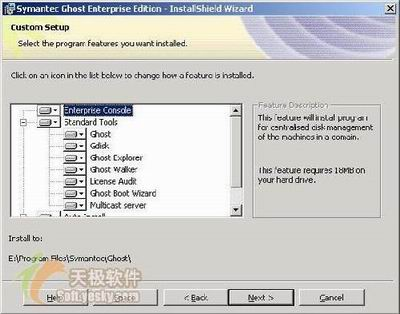 Symantec Ghost Enterprise Edition - InstallShield Wizard
Custom Setup
Select the program features you want installed.
Click on an icon in the list below to change how a feature is installed.
Enterprise Console
Standard Tools
Ghost
Gdisk
Ghost Explorer
Ghost Walker
License Audit
Ghost Boot Wizard
Multicast server
Auto Install
Feature Description
This feature will install program
for centralised disk management
of the machines in a domain.
This feature requires 18MB on
your hard drive.
Install to:
E:\Program Files\Symantec\Ghost\
天极软件
Help
Space
< Back
Next >
Cancel